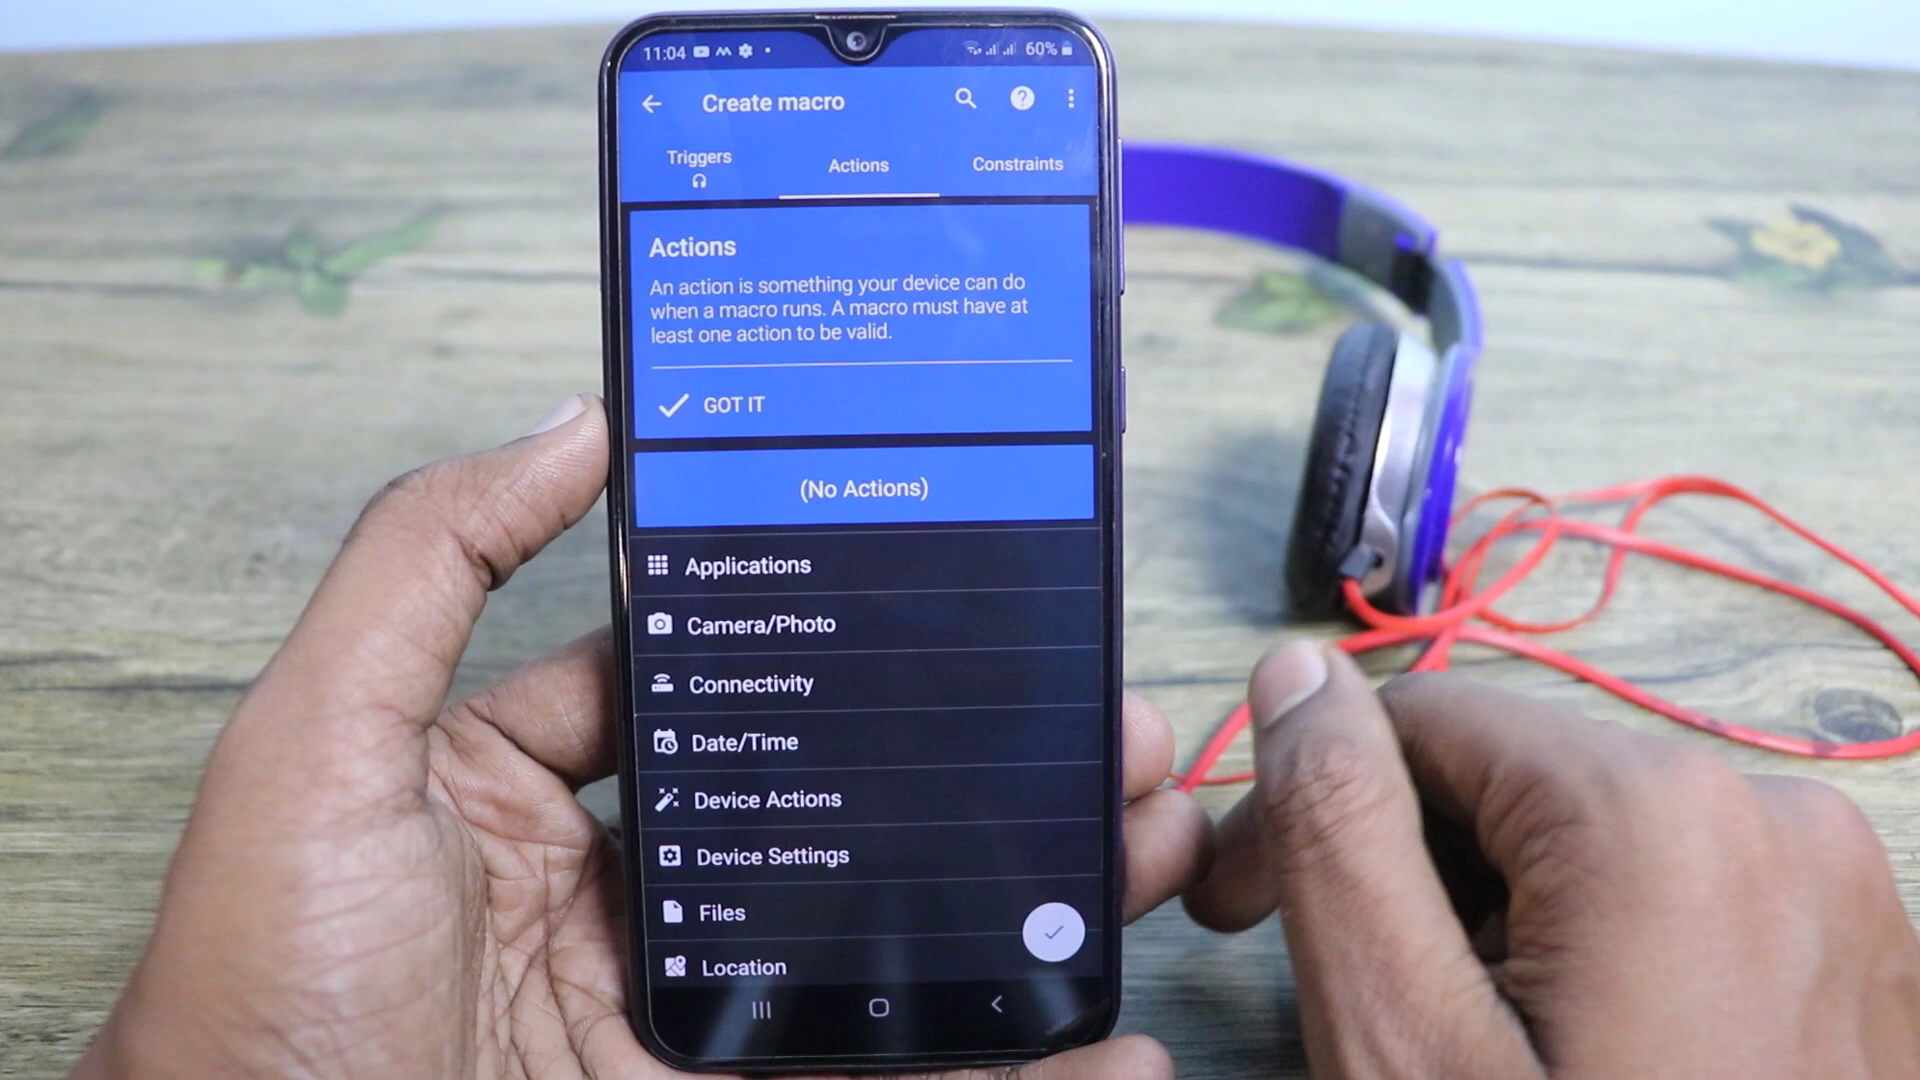 11:04
60%
Create macro
Triggers
Actions
Constraints
Actions
An action is something your device can do
when a macro runs. A macro must have at
least one action to be valid.
GOT IT
(No Actions)
Applications
Camera/Photo
Connectivity
Date/Time
Device Actions
Device Settings
Files
Location